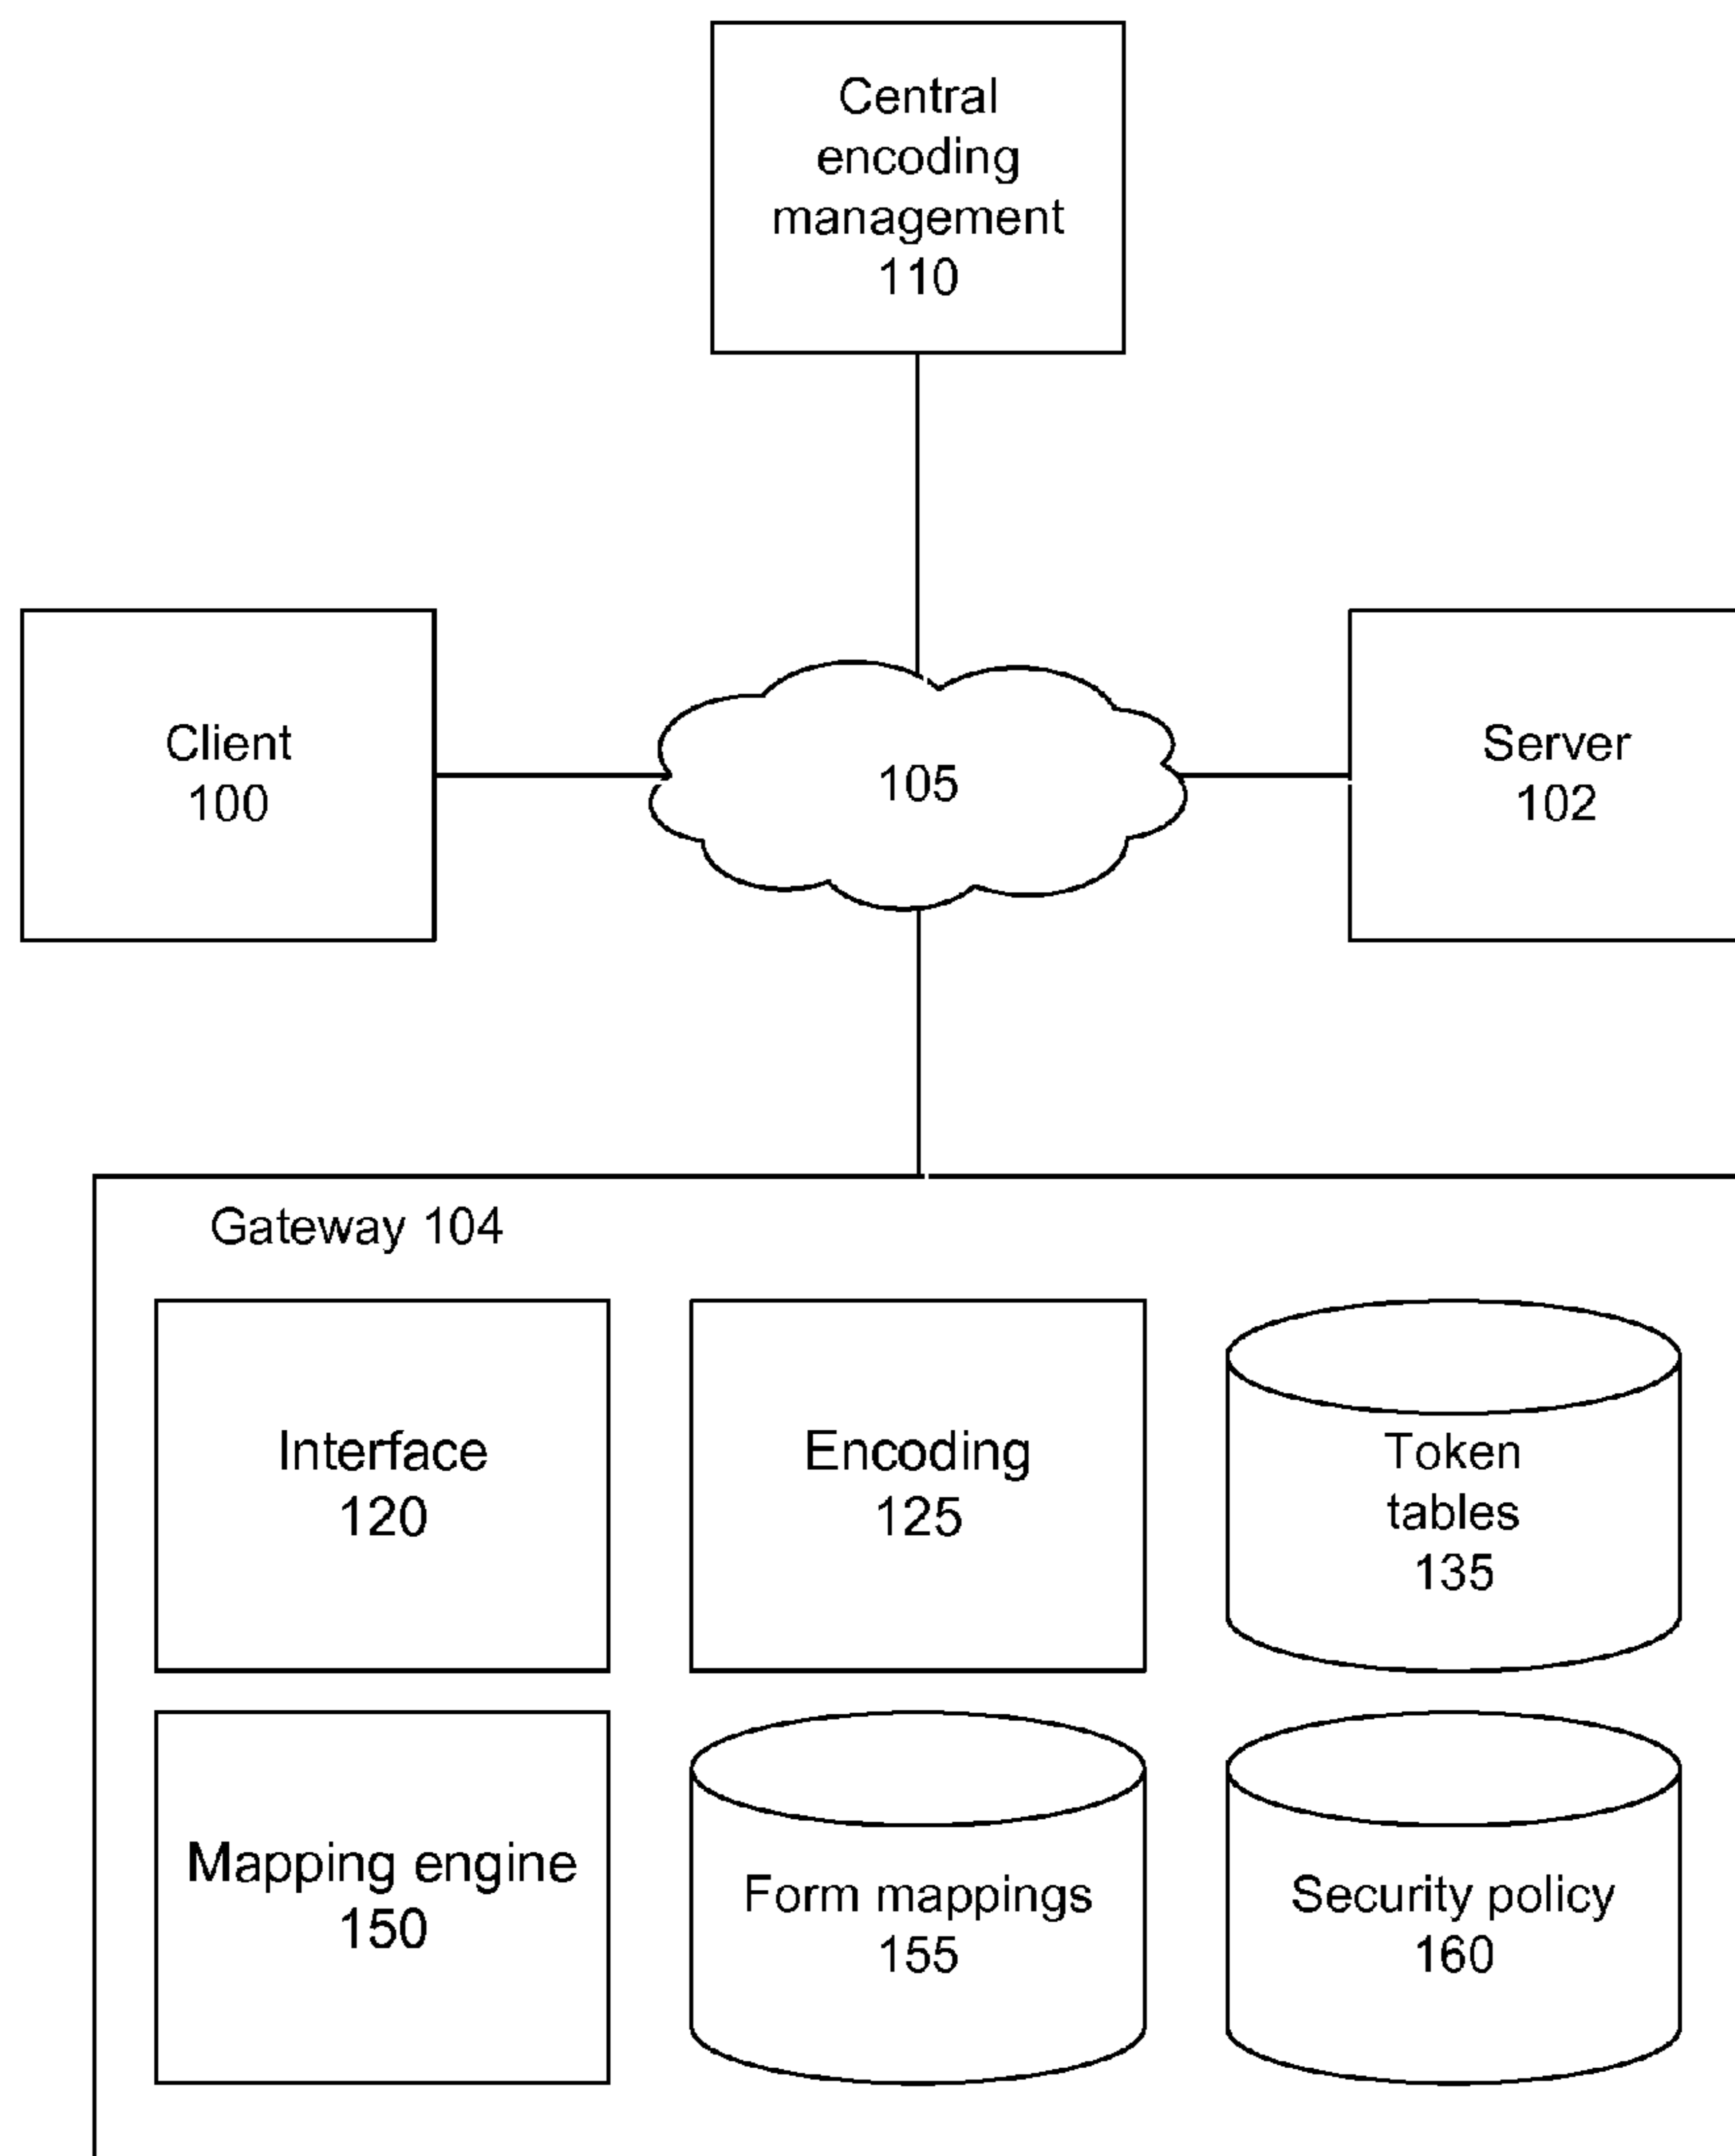 Central
encoding
management
110
Client
100
105
Server
102
Gateway 104
Interface
120
Encoding
125
Token
tables
135
Mapping engine
150
Form mappings
155
Security policy
160